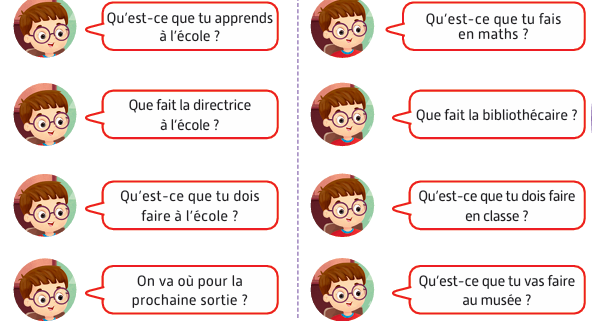 Qu'est-ce que tu apprends
à l'école ?
Que fait la directrice
à l'école ?
Qu'est-ce que tu dois
faire à l'école ?
On va où pour la
prochaine sortie ?
Qu'est-ce que tu fais
en maths ?
Que fait la bibliothécaire ?
Qu'est-ce que tu dois faire
en classe ?
Qu'est-ce que tu vas faire
au musée ?